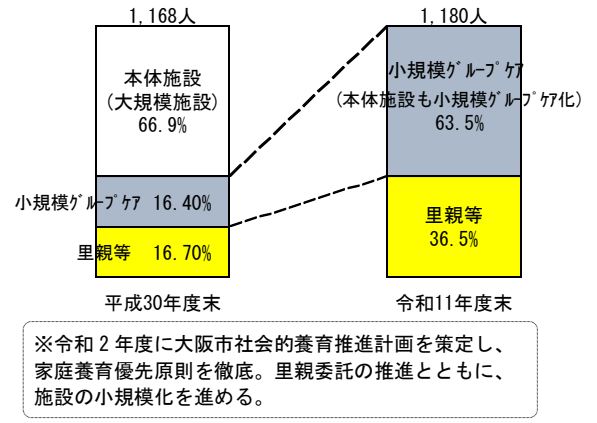 1,168人
1,180人
本体施設
(大規模施設)
66.9%
小規模ｸﾞﾙｰﾌﾟｹｱ
(本体施設も小規模ｸﾞﾙｰﾌﾟｹｱ化)
63.5%
小規模ｸﾞﾙｰﾌﾟｹｱ 16.40%
里親等 16.70%
里親等
36.5%
平成30年度末
令和11年度末
※令和２年度に大阪市社会的養育推進計画を策定し、
家庭養育優先原則を徹底。里親委託の推進とともに、
施設の小規模化を進める。